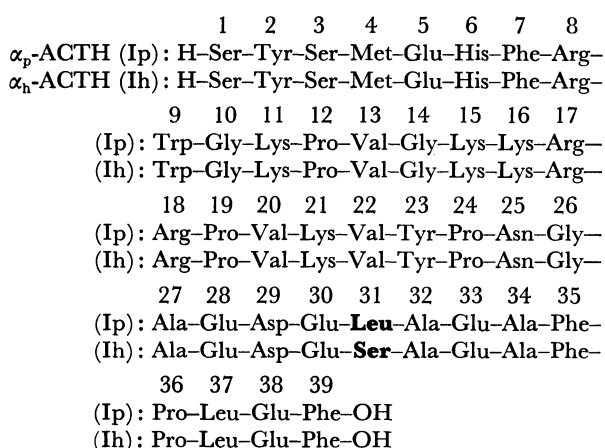 1 2 3 4 5 6 7 8
αp-ACTH (Ip): H–Ser–Tyr–Ser–Met–Glu–His–Phe–Arg–
αh-ACTH (Ih): H–Ser–Tyr–Ser–Met–Glu–His–Phe–Arg–
9 10 11 12 13 14 15 16 17
(Ip): Trp–Gly–Lys–Pro–Val–Gly–Lys–Lys–Arg–
(Ih): Trp–Gly–Lys–Pro–Val–Gly–Lys–Lys–Arg–
18 19 20 21 22 23 24 25 26
(Ip): Arg–Pro–Val–Lys–Val–Tyr–Pro–Asn–Gly–
(Ih): Arg–Pro–Val–Lys–Val–Tyr–Pro–Asn–Gly–
27 28 29 30 31 32 33 34 35
(Ip): Ala–Glu–Asp–Glu–Leu–Ala–Glu–Ala–Phe–
(Ih): Ala–Glu–Asp–Glu–Ser–Ala–Glu–Ala–Phe–
36 37 38 39
(Ip): Pro–Leu–Glu–Phe–OH
(Ih): Pro–Leu–Glu–Phe–OH